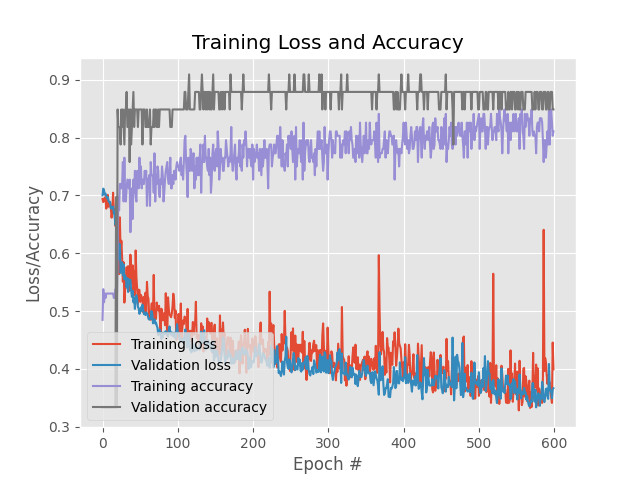 Training Loss and Accuracy
Loss/Accuracy
0.9
0.8
0.7
0.6
0.5
0.4
0.3
Training loss
Validation loss
Training accuracy
Validation accuracy
0
100
200
300
400
500
600
Epoch #